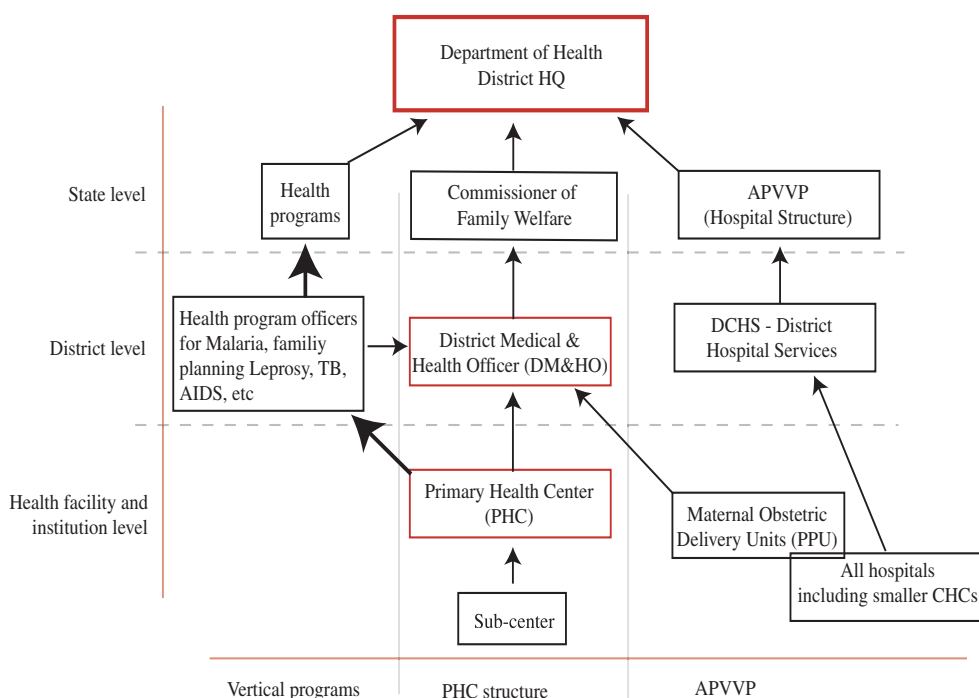 Department of Health
District HQ
State level
Health
programs
Commissioner of
Family Welfare
APVVP
(Hospital Structure)
District level
Health program officers
for Malaria, familiy
planning Leprosy, TB,
AIDS, etc
District Medical &
Health Officer (DM&HO)
DCHS - District
Hospital Services
Health facility and
institution level
Primary Health Center
(PHC)
Maternal Obstetric
Delivery Units (PPU)
All hospitals
including smaller CHCs
Sub-center
Vertical programs
PHC structure
APVVP